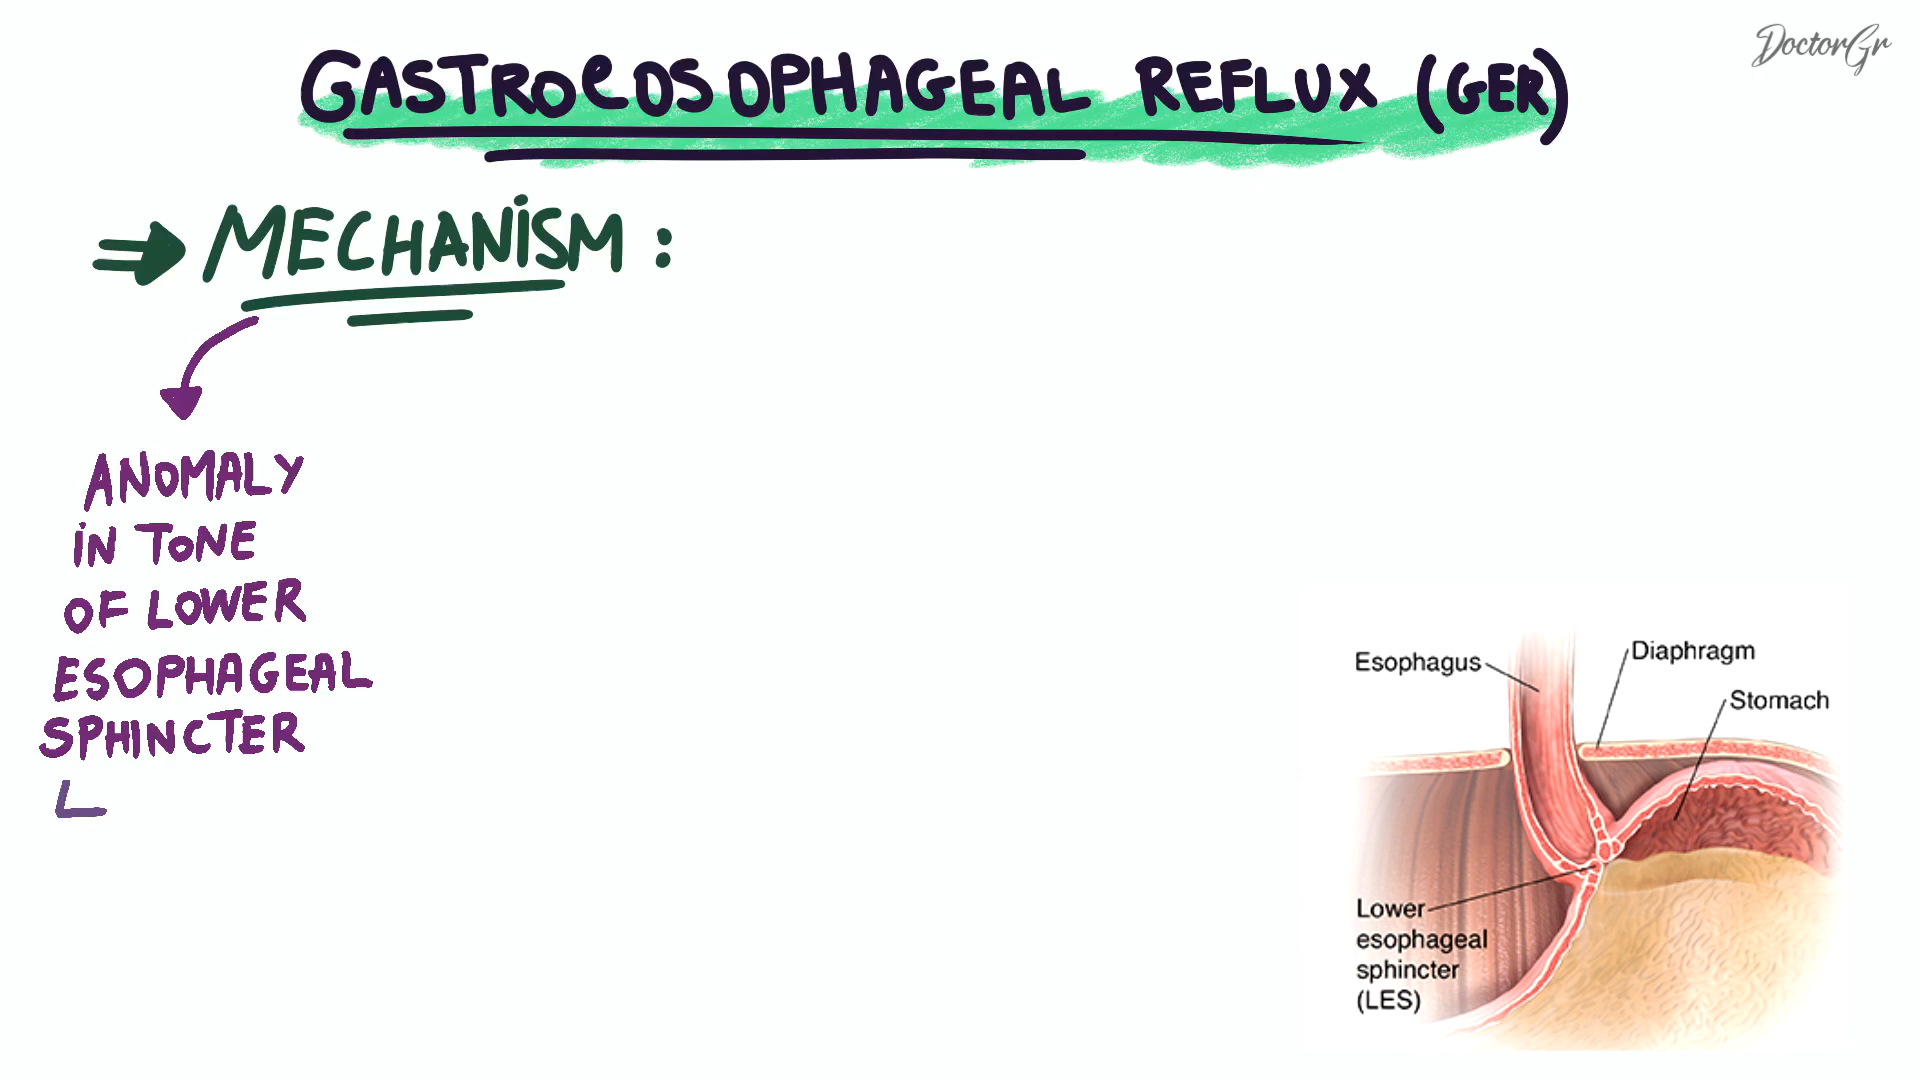 DoctorGr
GASTROEOSOPHAGEAL REFLUX (GER)
⇒ MECHANiSM :
ANOMALY
iN TONE
OF LOWER
ESOPHAGEAL
SPHINCTER
L
Esophagus
Diaphragm
Stomach
Lower
esophageal
sphincter
(LES)